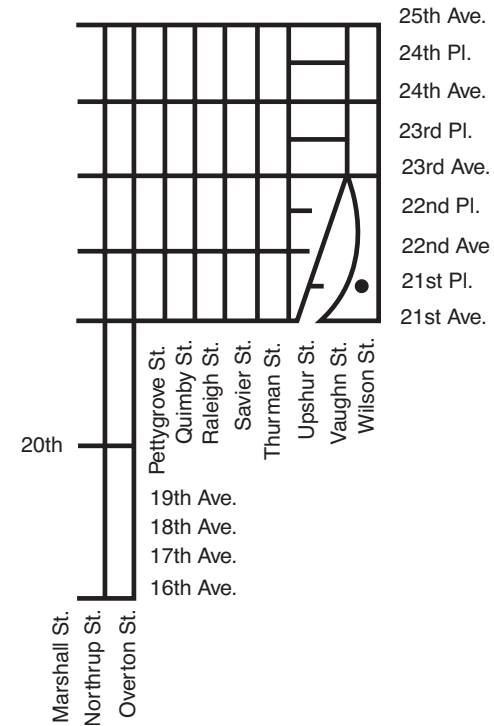 25th Ave.
24th Pl.
24th Ave.
23rd Pl.
23rd Ave.
22nd Pl.
22nd Ave
21st Pl.
21st Ave.
Pettygrove St.
Quimby St.
Raleigh St.
Savier St.
Thurman St.
Upshur St.
Vaughn St.
Wilson St.
20th
19th Ave.
18th Ave.
17th Ave.
16th Ave.
Marshall St.
Northrup St.
Overton St.